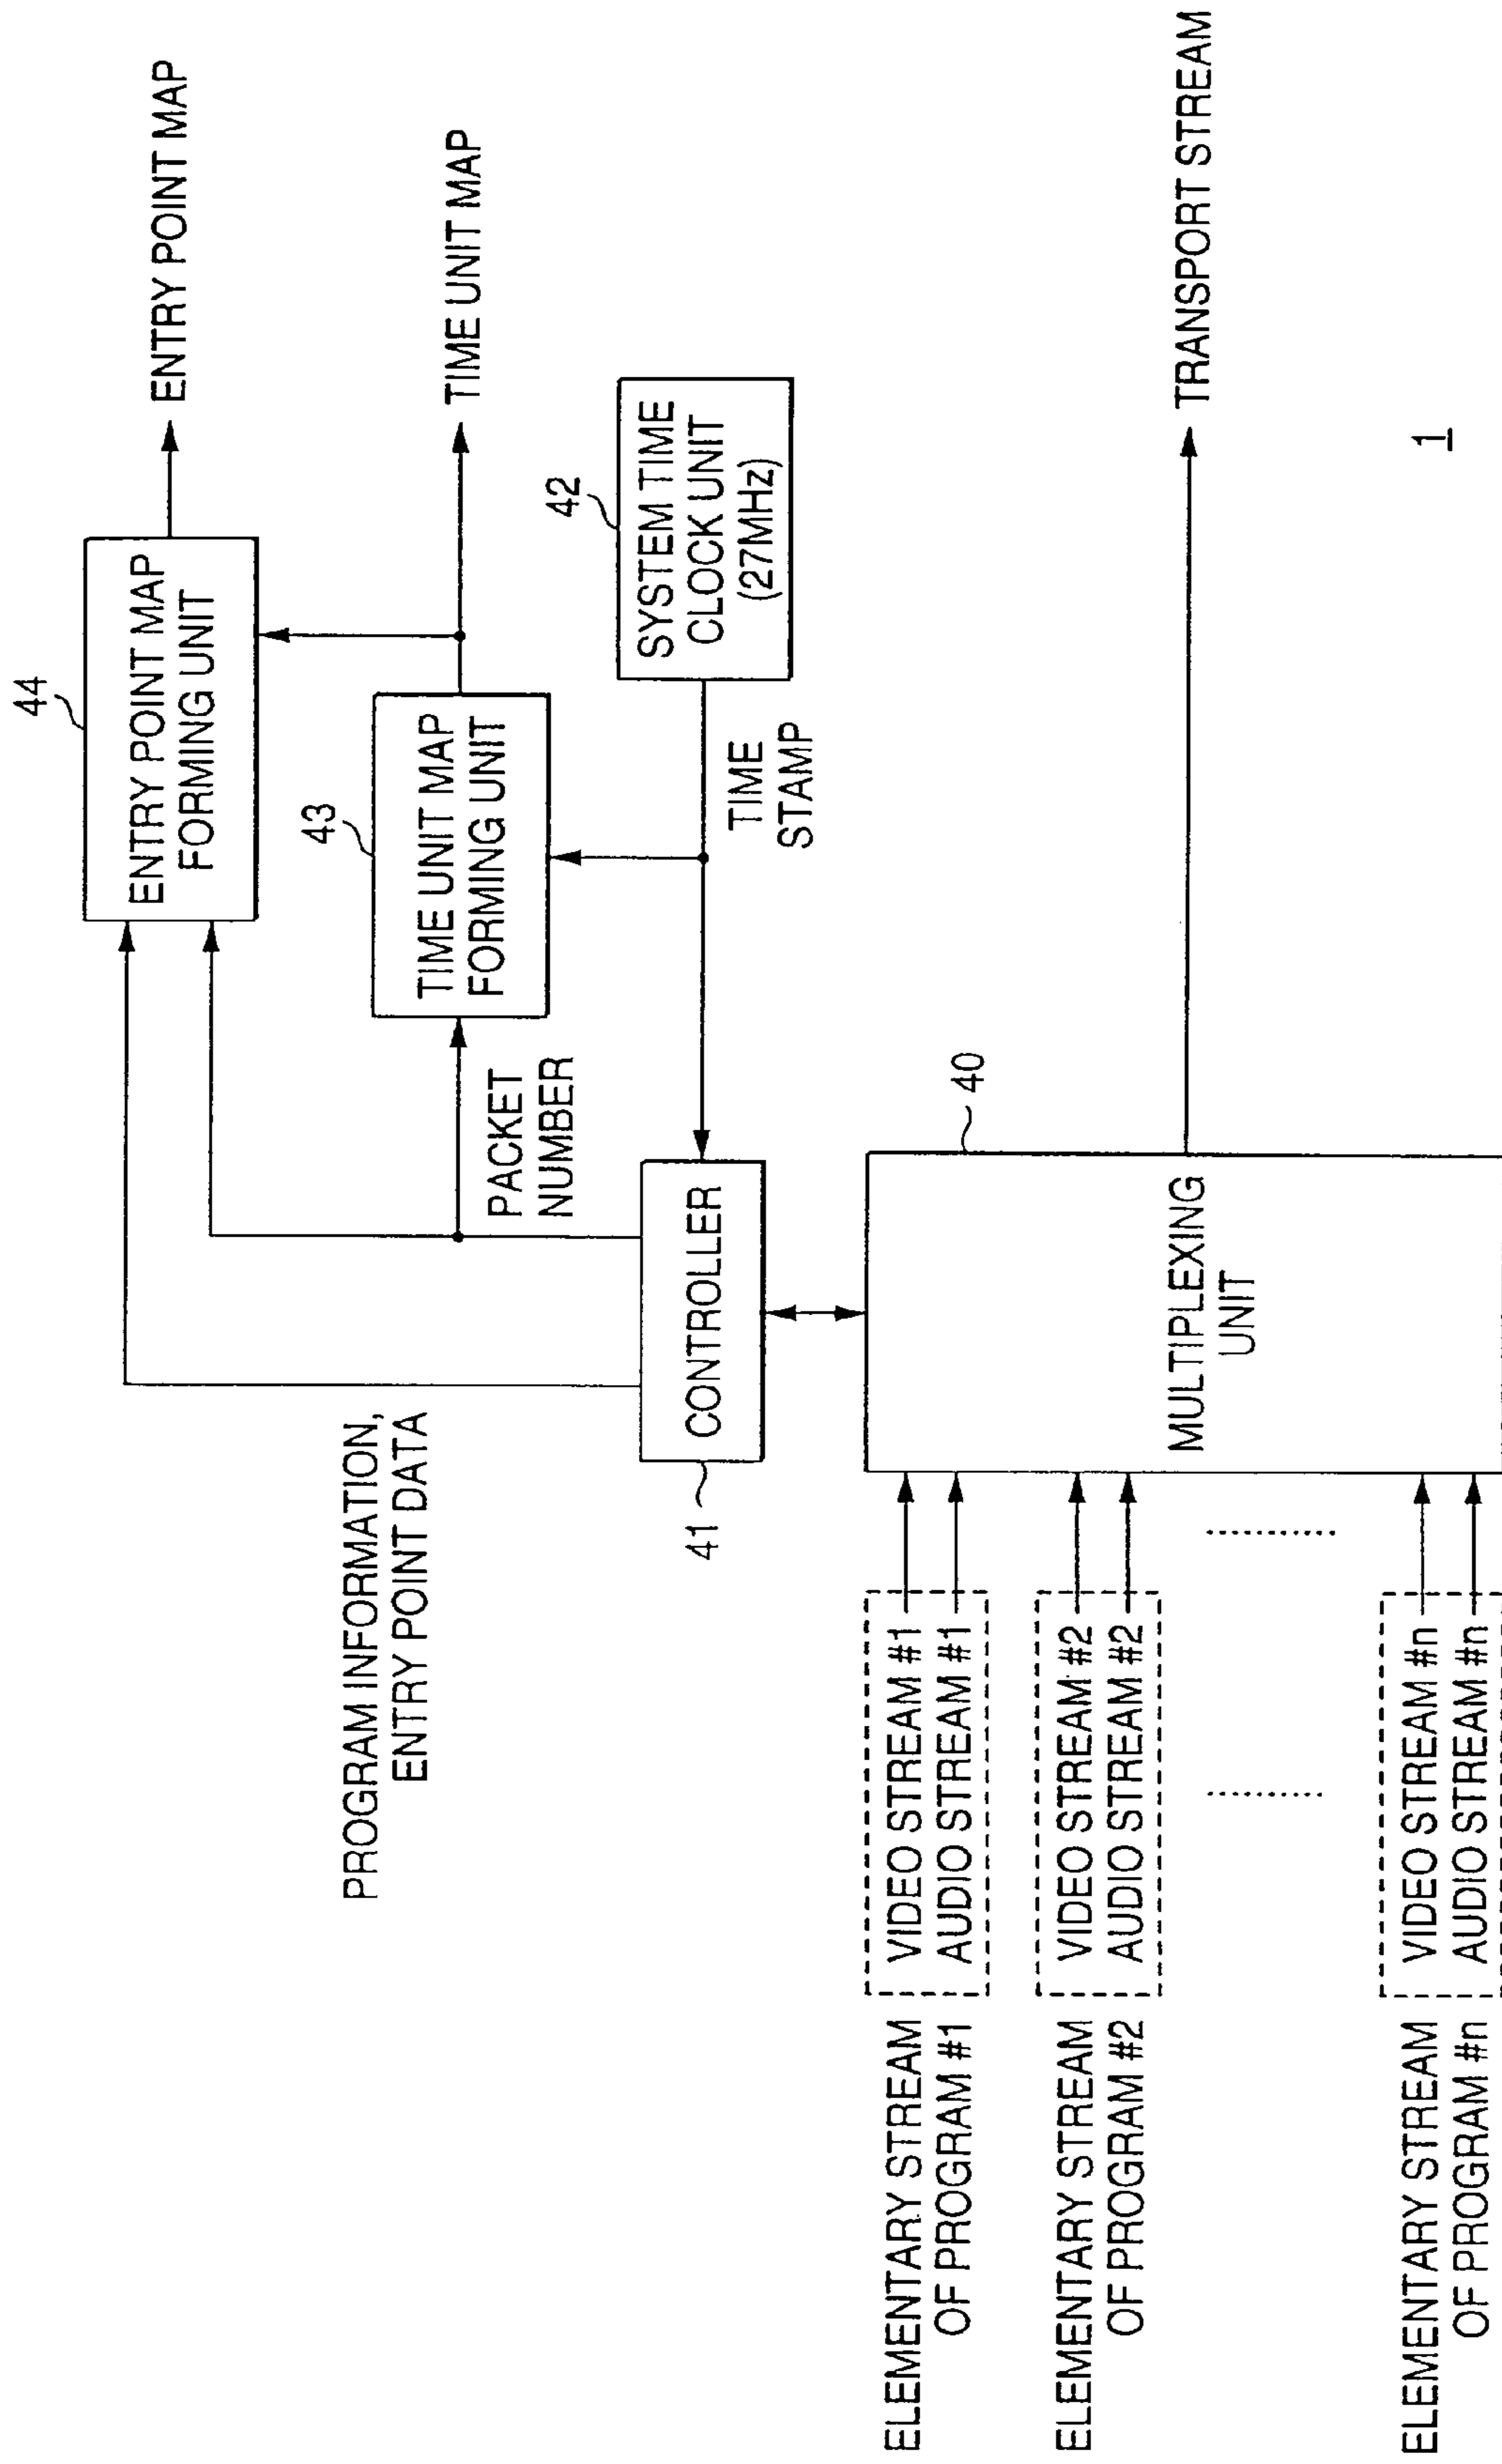 44
ENTRY POINT MAP
FORMING UNIT
ENTRY POINT MAP
43
TIME UNIT MAP
FORMING UNIT
TIME UNIT MAP
PROGRAM INFORMATION,
ENTRY POINT DATA
PACKET
NUMBER
42
SYSTEM TIME
CLOCK UNIT
(27MHz)
TIME
STAMP
41
CONTROLLER
40
MULTIPLEXING
UNIT
TRANSPORT STREAM
ELEMENTARY STREAM
OF PROGRAM #1
VIDEO STREAM #1
AUDIO STREAM #1
ELEMENTARY STREAM
OF PROGRAM #2
VIDEO STREAM #2
AUDIO STREAM #2
ELEMENTARY STREAM
OF PROGRAM #n
VIDEO STREAM #n
AUDIO STREAM #n
1